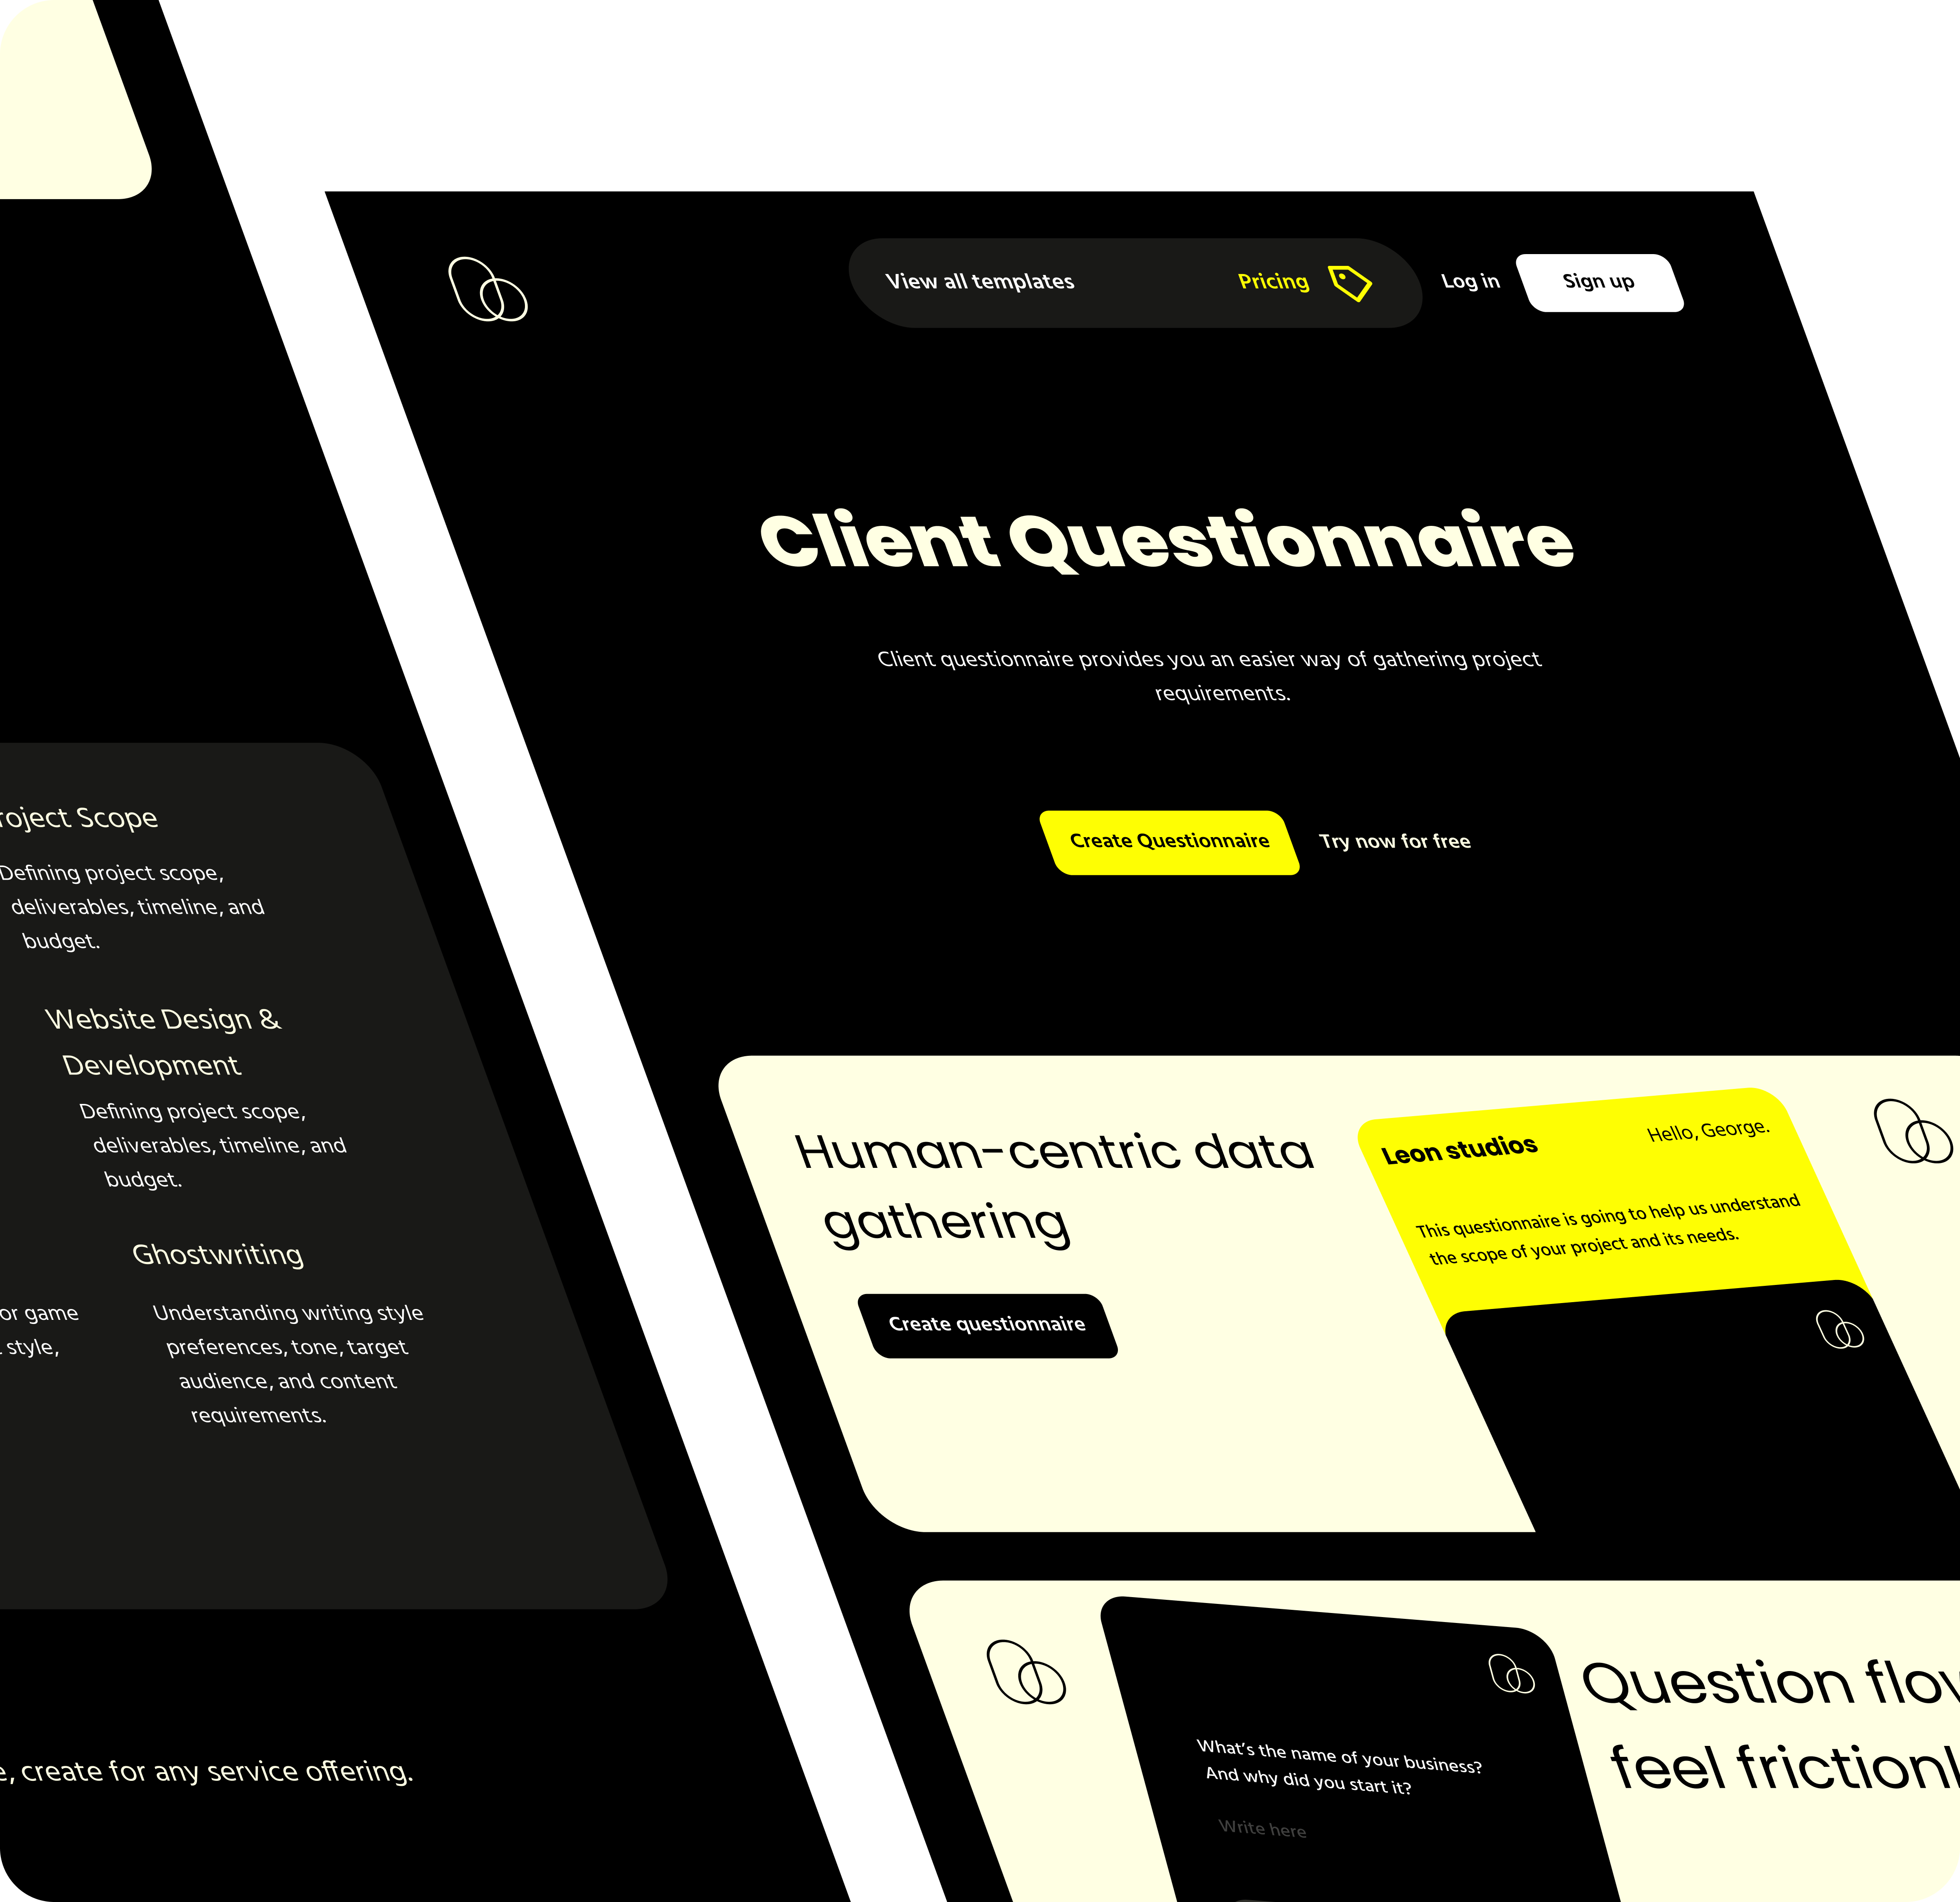 View all templates
Pricing
Log in
Sign up
Client Questionnaire
Client questionnaire provides you an easier way of gathering project
requirements.
Create Questionnaire
Try now for free
Human-centric data
gathering
Create questionnaire
Leon studios
Hello, George.
This questionnaire is going to help us understand
the scope of your project and its needs.
What's the name of your business?
And why did you start it?
Write here
Question
feel
Scope
Defining project scope,
deliverables, timeline, and
budget.
Website Design &
Development
Defining project scope,
deliverables, timeline, and
budget.
Ghostwriting
or game
style,
Understanding writing style
preferences, tone, target
audience, and content
requirements.
create for any service offering.